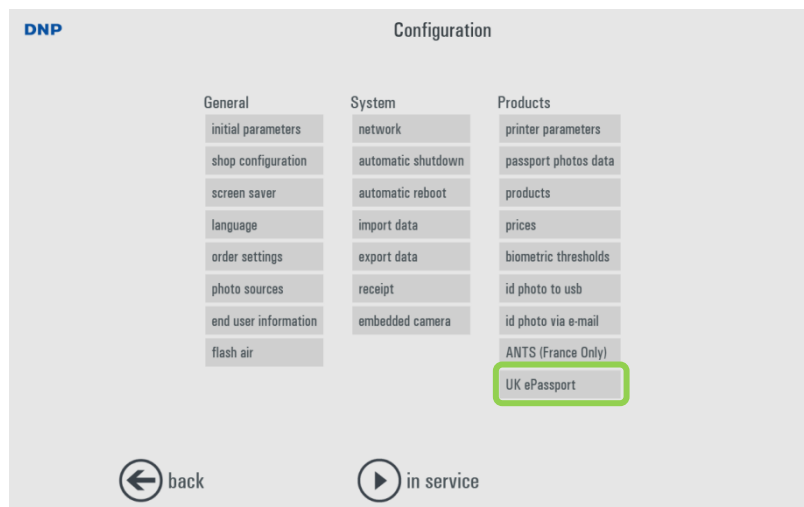 DNP
Configuration
General
initial parameters
shop configuration
screen saver
language
order settings
photo sources
end user information
flash air
System
network
automatic shutdown
automatic reboot
import data
export data
receipt
embedded camera
Products
printer parameters
passport photos data
products
prices
biometric thresholds
id photo to usb
id photo via e-mail
ANTS (France Only)
UK ePassport
back
in service